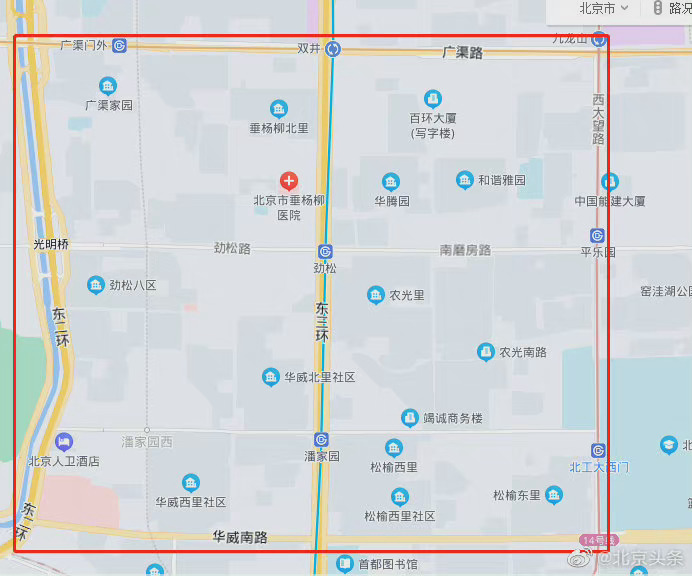 北京市
路况
广渠门外
双井
九龙山
广渠路
广渠家园
垂杨柳北里
百环大厦
(写字楼)
西大望路
北京市垂杨柳
医院
华腾园
和谐雅园
中国能建大厦
光明桥
劲松路
南磨房路
平乐园
劲松
劲松八区
农光里
窑洼湖公园
东二环
东三环
农光南路
华威北里社区
竭诚商务楼
潘家园西
潘家园
北京人卫酒店
松榆西里
北工大西门
北
华威西里社区
松榆西里社区
松榆东里
东二环
华威南路
14号线
首都图书馆
@北京头条